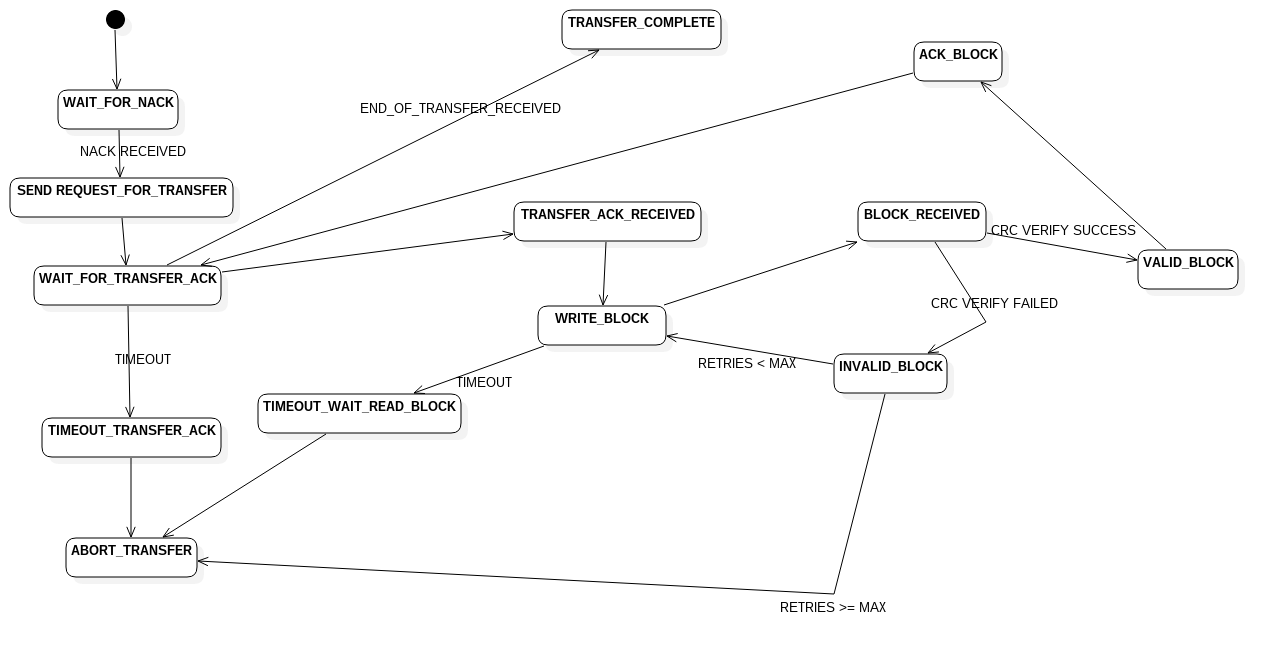 TRANSFER_COMPLETE
ACK_BLOCK
WAIT_FOR_NACK
END_OF_TRANSFER_RECEIVED
NACK RECEIVED
SEND REQUEST_FOR_TRANSFER
TRANSFER_ACK_RECEIVED
BLOCK_RECEIVED
CRC VERIFY SUCCESS
VALID_BLOCK
WAIT_FOR_TRANSFER_ACK
CRC VERIFY FAILED
WRITE_BLOCK
TIMEOUT
RETRIES < MAX
INVALID_BLOCK
TIMEOUT
TIMEOUT_WAIT_READ_BLOCK
TIMEOUT_TRANSFER_ACK
ABORT_TRANSFER
RETRIES >= MAX